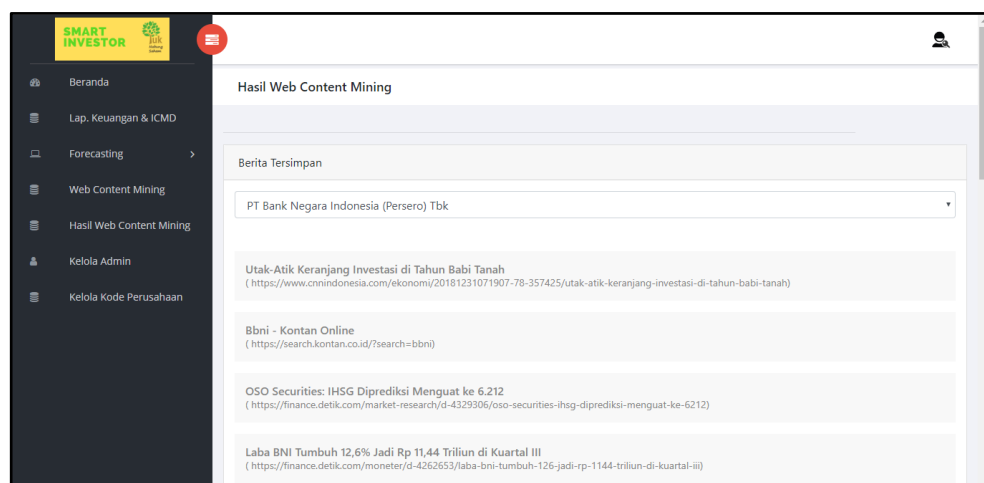 SMART
INVESTOR
juk
Beranda
Lap. Keuangan & ICMD
Forecasting
Web Content Mining
Hasil Web Content Mining
Kelola Admin
Kelola Kode Perusahaan
Hasil Web Content Mining
Berita Tersimpan
PT Bank Negara Indonesia (Persero) Tbk
Utak-Atik Keranjang Investasi di Tahun Babi Tanah
( https://www.cnnindonesia.com/ekonomi/20181231071907-78-357425/utak-atik-keranjang-investasi-di-tahun-babi-tanah)
Bbni - Kontan Online
( https://search.kontan.co.id/?search=bbni)
OSO Securities: IHSG Diprediksi Menguat ke 6.212
( https://finance.detik.com/market-research/d-4329306/oso-securities-ihsg-diprediksi-menguat-ke-6212)
Laba BNI Tumbuh 12,6% Jadi Rp 11,44 Triliun di Kuartal III
( https://finance.detik.com/moneter/d-4262653/laba-bni-tumbuh-126-jadi-rp-1144-triliun-di-kuartal-iii)